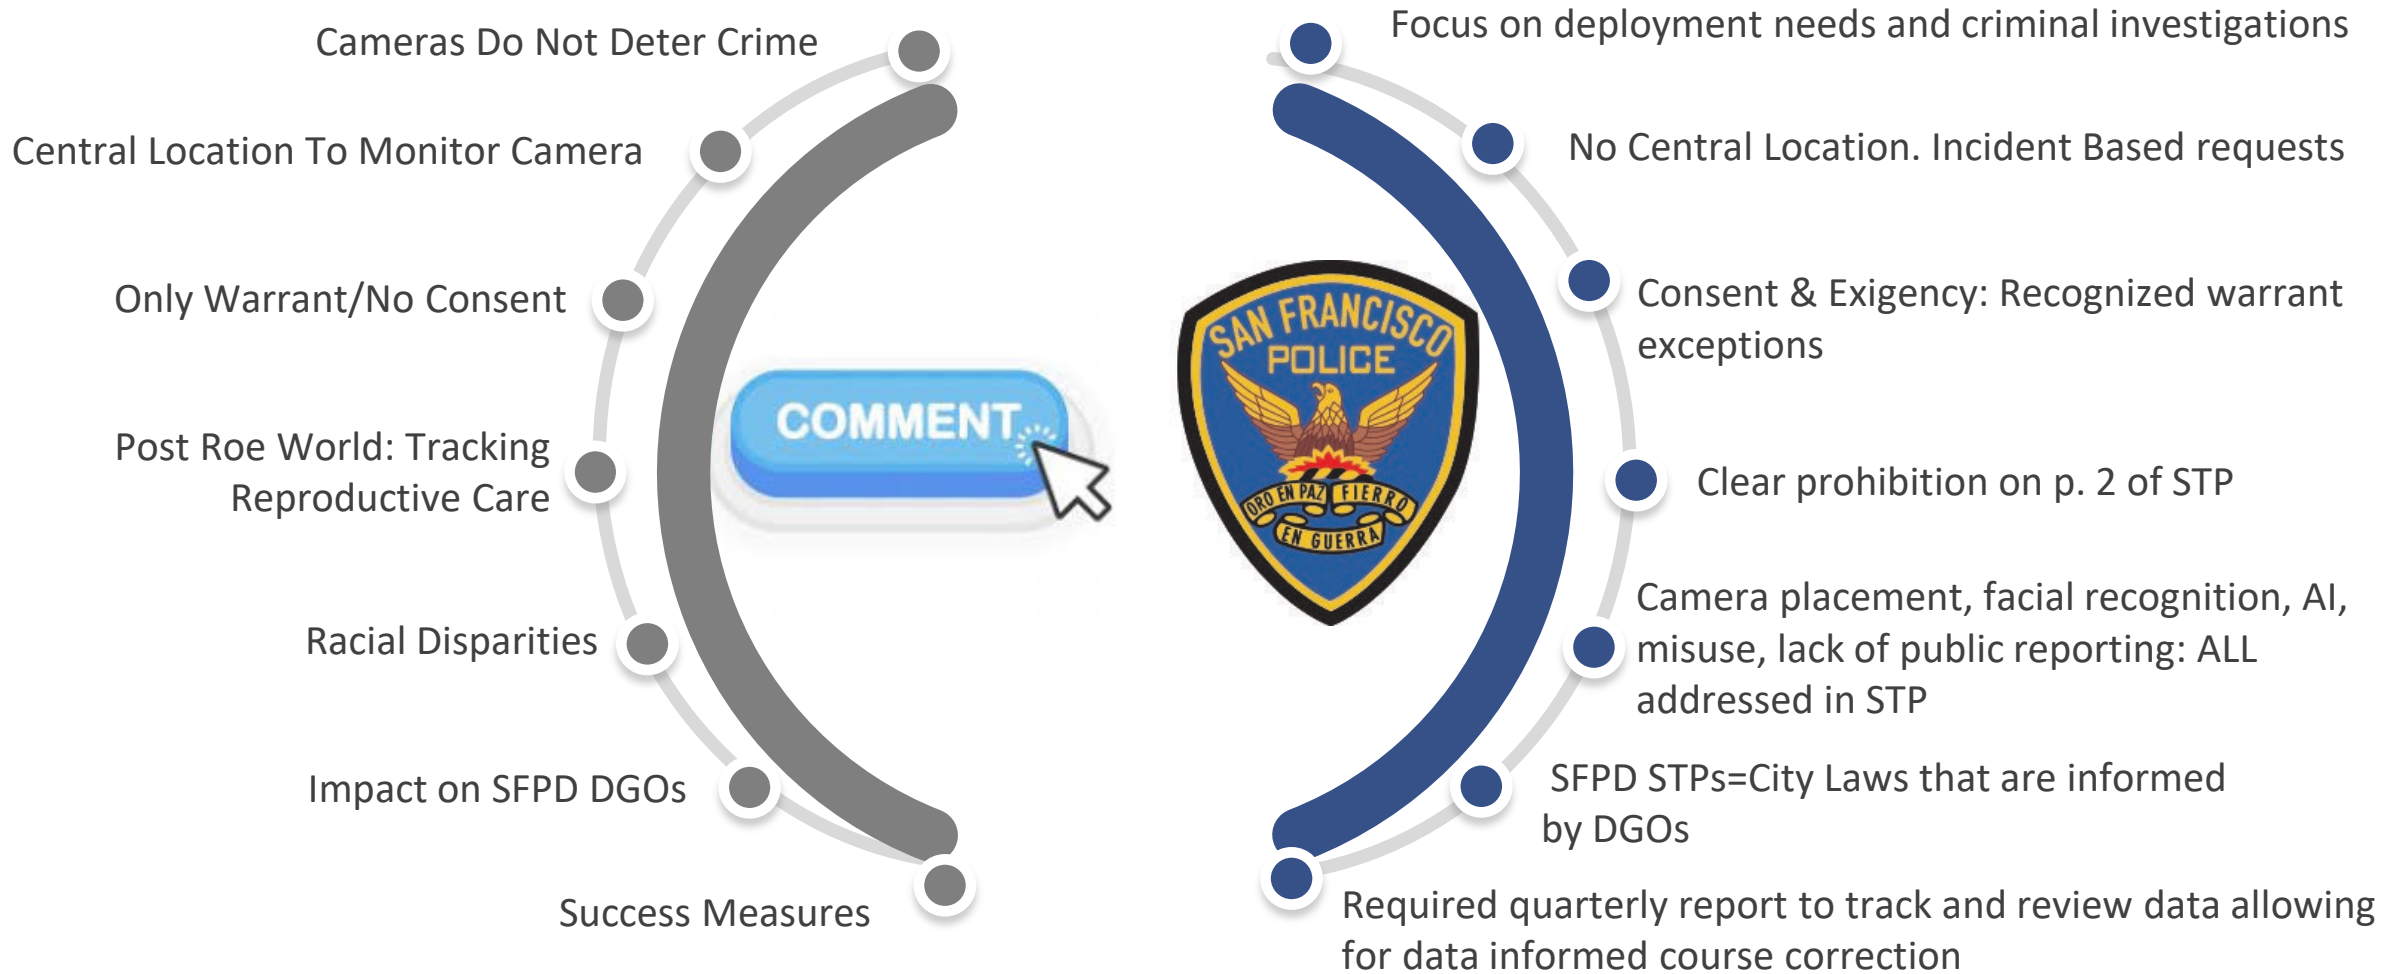 Cameras Do Not Deter Crime
Central Location To Monitor Camera
Only Warrant/No Consent
Post Roe World: Tracking
Reproductive Care
Racial Disparities
Impact on SFPD DGOs
Success Measures
COMMENT
SAN FRANCISCO
POLICE
ORO EN PAZ FIERRO
EN GUERRA
Focus on deployment needs and criminal investigations
No Central Location. Incident Based requests
Consent & Exigency: Recognized warrant
exceptions
Clear prohibition on p. 2 of STP
Camera placement, facial recognition, AI,
misuse, lack of public reporting: ALL
addressed in STP
SFPD STPs=City Laws that are informed
by DGOs
Required quarterly report to track and review data allowing
for data informed course correction